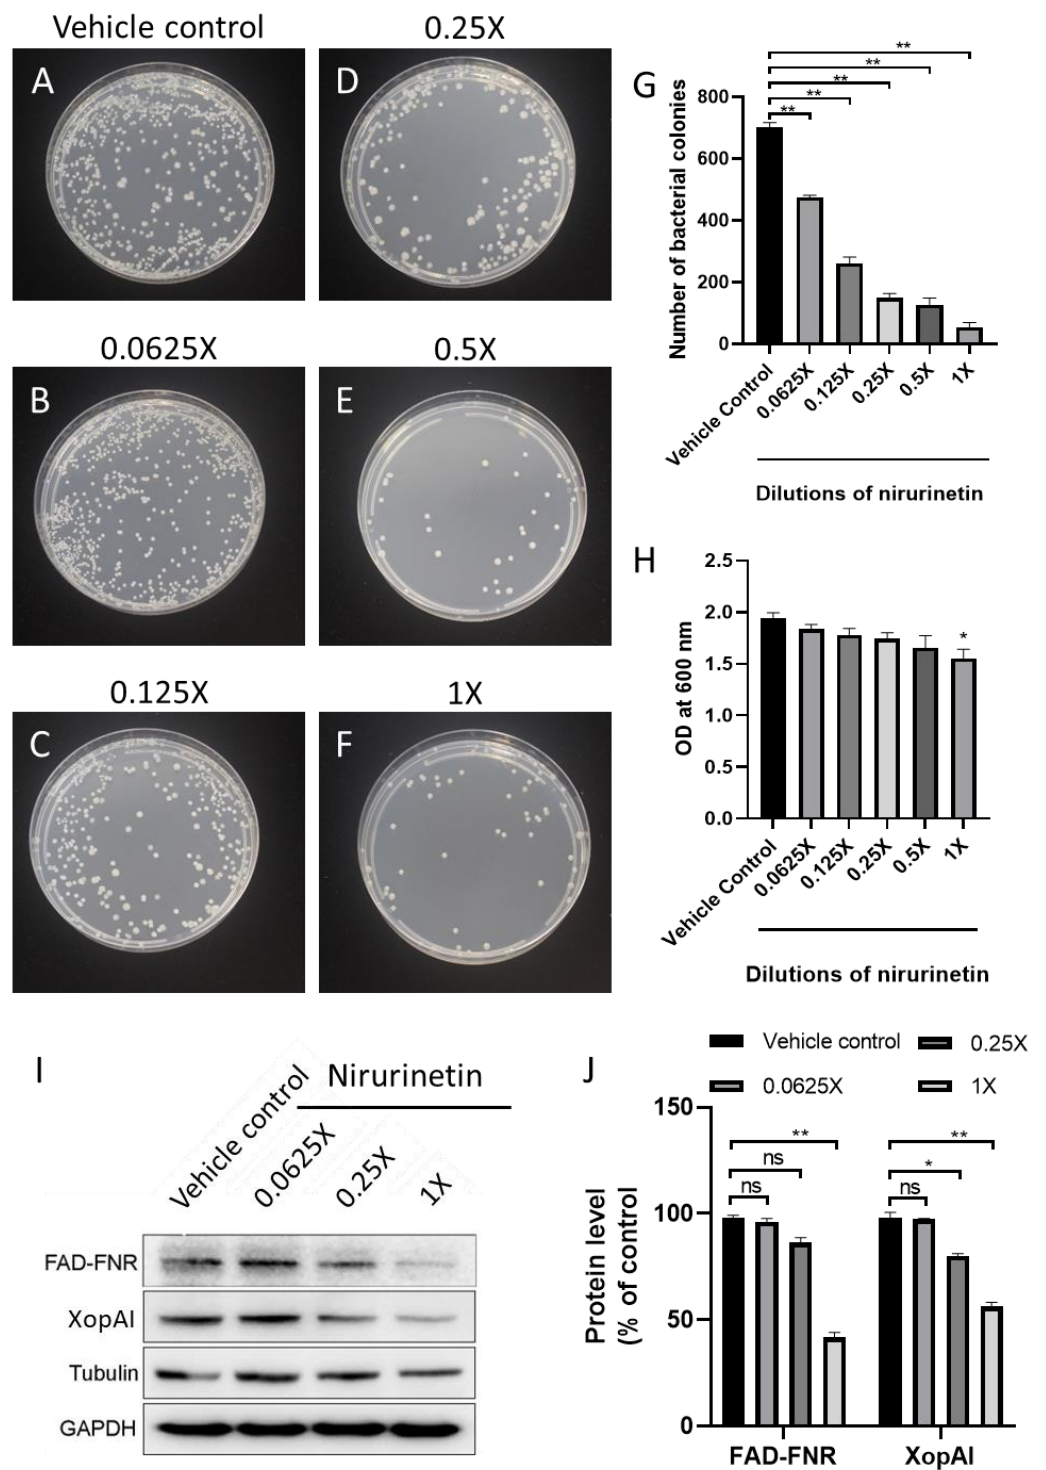 Vehicle control
0.25X
A
D
0.0625X
0.5X
B
E
0.125X
1X
C
F
G
**
**
**
**
**
Number of bacterial colonies
800
600
400
200
0
Vehicle Control
0.0625X
0.125X
0.25X
0.5X
1X
Dilutions of nirurinetin
H
OD at 600 nm
2.5
2.0
1.5
1.0
0.5
0.0
*
Vehicle Control
0.0625X
0.125X
0.25X
0.5X
1X
Dilutions of nirurinetin
I
Nirurinetin
Vehicle control
0.0625X
0.25X
1X
FAD-FNR
XopAI
Tubulin
GAPDH
J
Vehicle control
0.25X
0.0625X
1X
Protein level
(% of control)
150
100
50
0
**
ns
ns
**
*
ns
FAD-FNR
XopAI